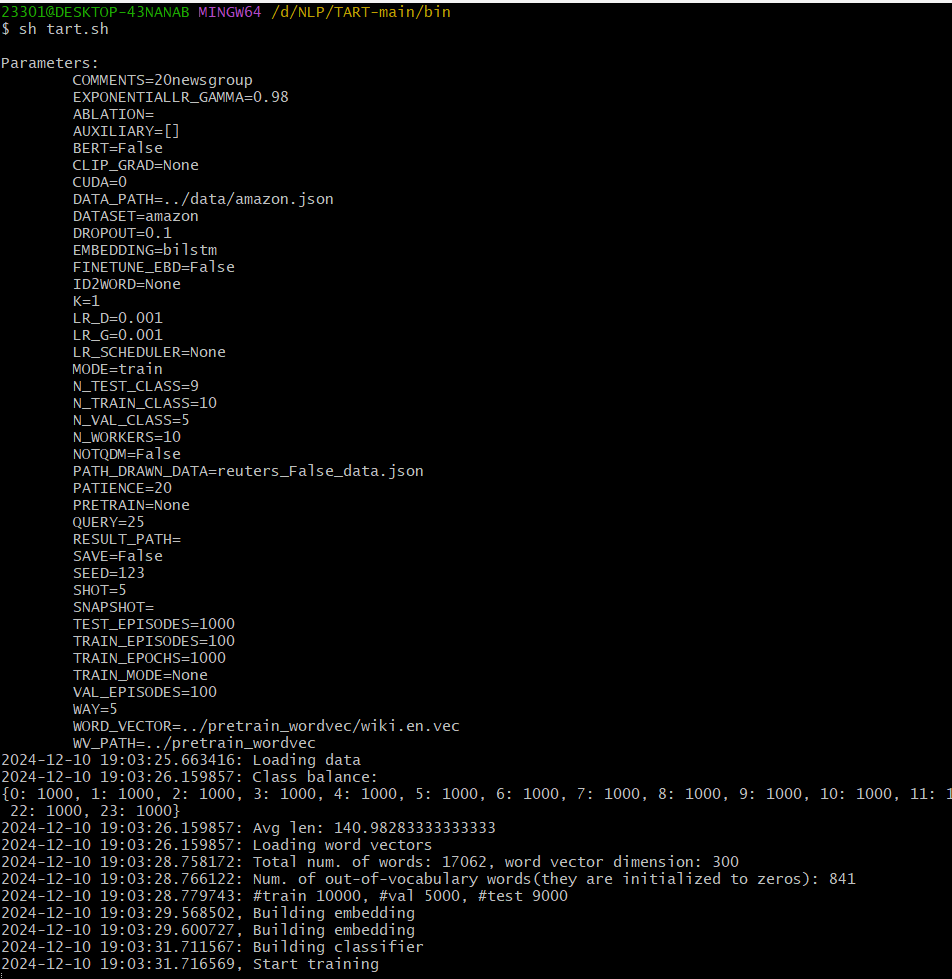 23301@DESKTOP-43NANAB MINGW64 /d/NLP/TART-main/bin
$ sh tart.sh
Parameters:
COMMENTS=20newsgroup
EXPONENTIALLR_GAMMA=0.98
ABLATION=
AUXILIARY=[]
BERT=False
CLIP_GRAD=None
CUDA=0
DATA_PATH=../data/amazon.json
DATASET=amazon
DROPOUT=0.1
EMBEDDING=bilstm
FINETUNE_EBD=False
ID2WORD=None
K=1
LR_D=0.001
LR_G=0.001
LR_SCHEDULER=None
MODE=train
N_TEST_CLASS=9
N_TRAIN_CLASS=10
N_VAL_CLASS=5
N_WORKERS=10
NOTQDM=False
PATH_DRAWN_DATA=reuters_False_data.json
PATIENCE=20
PRETRAIN=None
QUERY=25
RESULT_PATH=
SAVE=False
SEED=123
SHOT=5
SNAPSHOT=
TEST_EPISODES=1000
TRAIN_EPISODES=100
TRAIN_EPOCHS=1000
TRAIN_MODE=None
VAL_EPISODES=100
WAY=5
WORD_VECTOR=../pretrain_wordvec/wiki.en.vec
WV_PATH=../pretrain_wordvec
2024-12-10 19:03:25.663416: Loading data
2024-12-10 19:03:26.159857: Class balance:
{0: 1000, 1: 1000, 2: 1000, 3: 1000, 4: 1000, 5: 1000, 6: 1000, 7: 1000, 8: 1000, 9: 1000, 10: 1000, 11: 1
22: 1000, 23: 1000}
2024-12-10 19:03:26.159857: Avg len: 140.98283333333333
2024-12-10 19:03:26.159857: Loading word vectors
2024-12-10 19:03:28.758172: Total num. of words: 17062, word vector dimension: 300
2024-12-10 19:03:28.766122: Num. of out-of-vocabulary words(they are initialized to zeros): 841
2024-12-10 19:03:28.779743: #train 10000, #val 5000, #test 9000
2024-12-10 19:03:29.568502, Building embedding
2024-12-10 19:03:29.600727, Building embedding
2024-12-10 19:03:31.711567: Building classifier
2024-12-10 19:03:31.716569, Start training